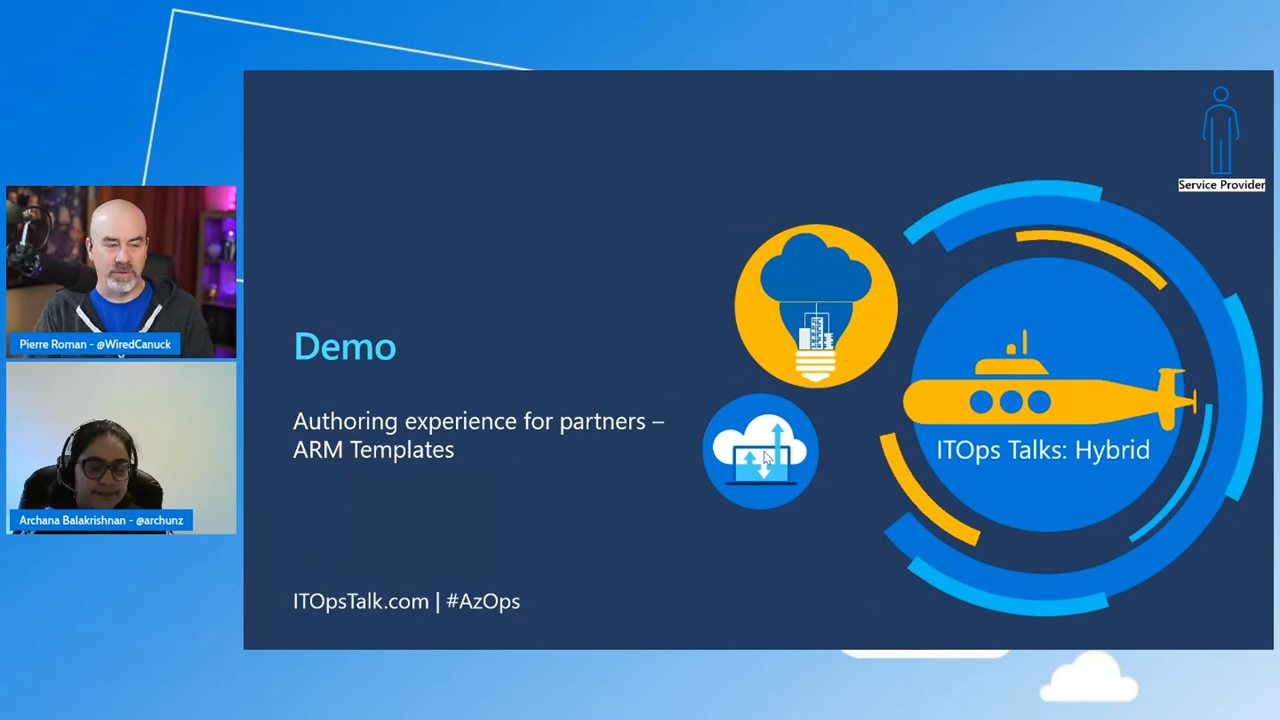 Service Provider
Pierre Roman - @WiredCanuck
Archana Balakrishnan - @archunz
Demo
Authoring experience for partners –
ARM Templates
ITOps Talks: Hybrid
ITOpsTalk.com | #AzOps